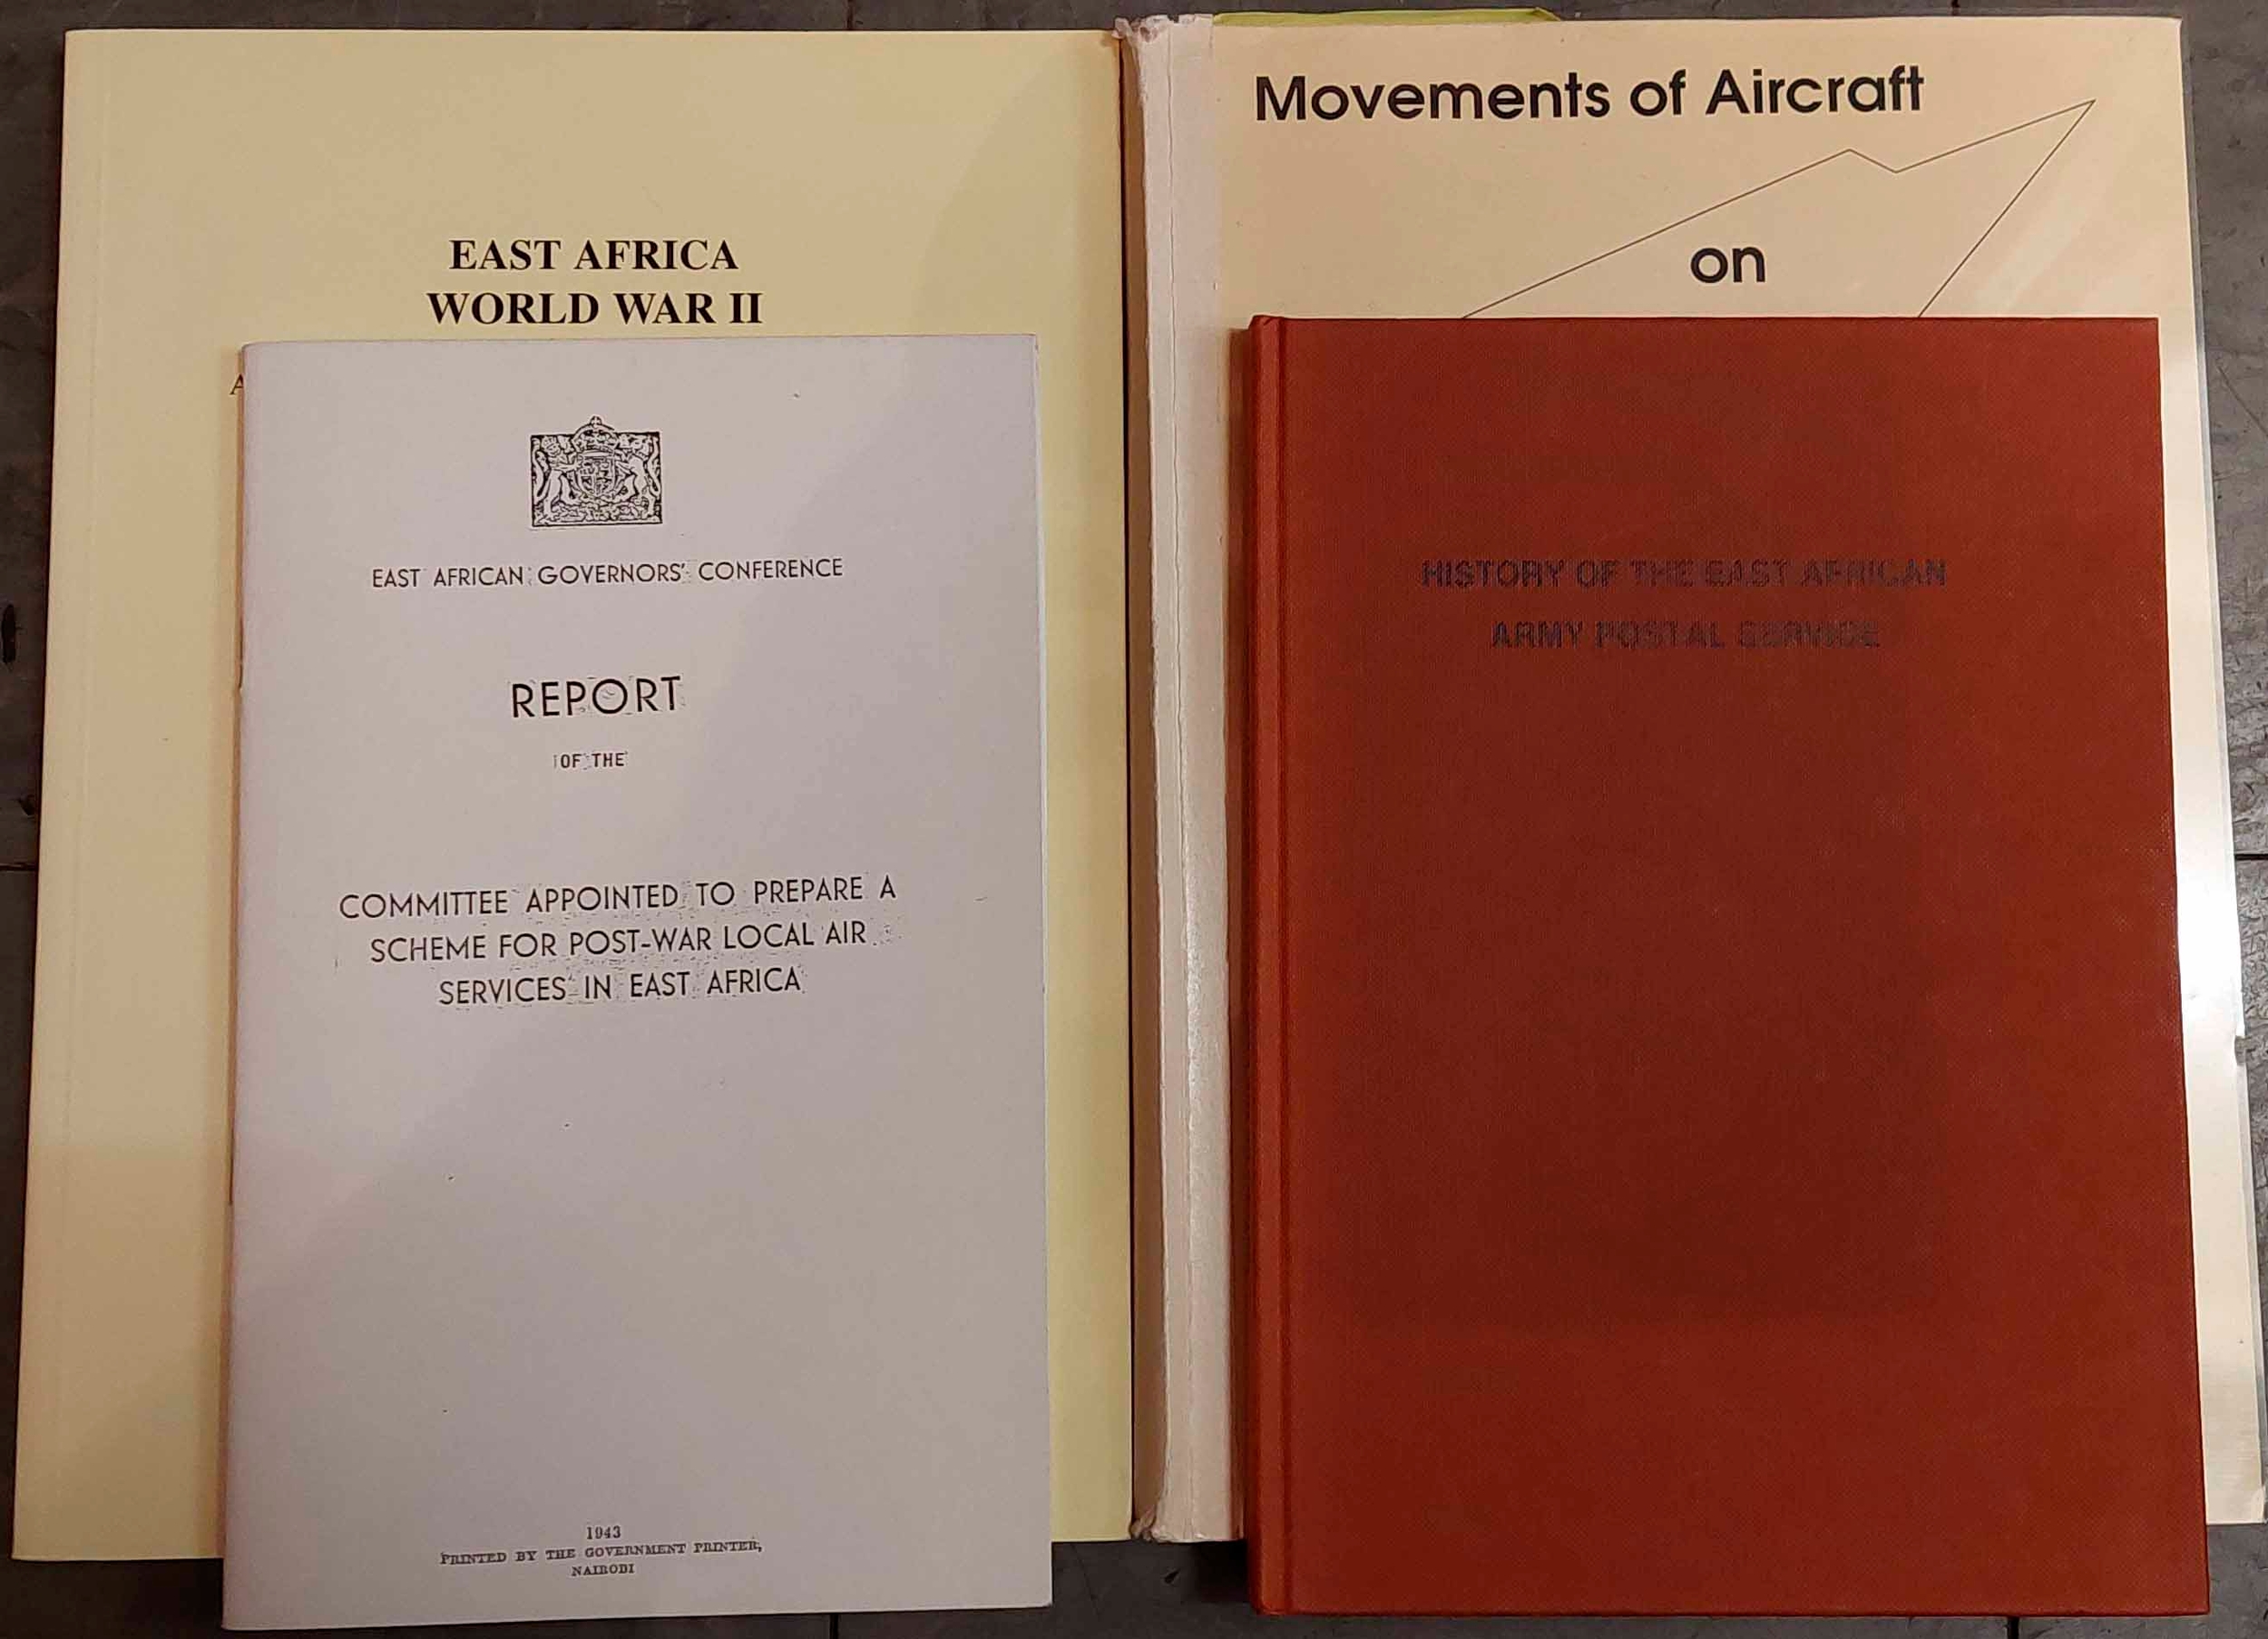 EAST AFRICA
WORLD WAR II
A
EAST AFRICAN GOVERNORS' CONFERENCE
REPORT
OF THE
COMMITTEE APPOINTED TO PREPARE A
SCHEME FOR POST-WAR LOCAL AIR
SERVICES IN EAST AFRICA
1943
PRINTED BY THE GOVERNMENT PRINTER,
NAIROBI
Movements of Aircraft
on
HISTORY OF THE EAST AFRICAN
ARMY POSTAL SERVICE